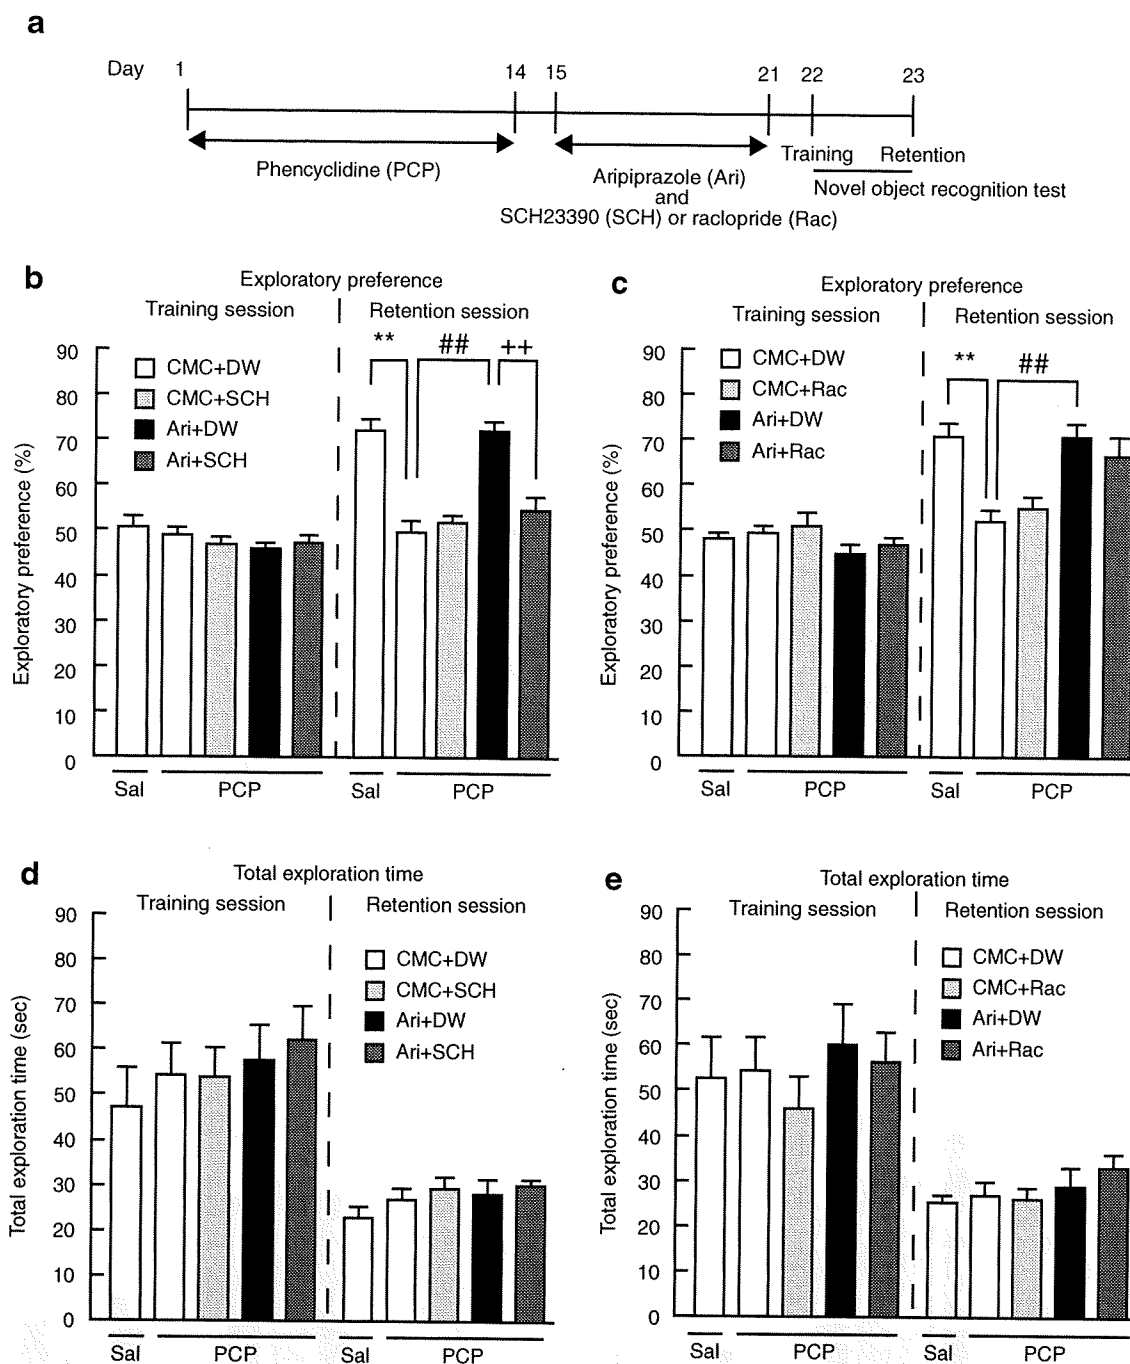 a
Day 1 14 15 21 22 23
Phencyclidine (PCP)
Aripiprazole (Ari)
and
SCH23390 (SCH) or raclopride (Rac)
Training Retention
Novel object recognition test
b
Exploratory preference
Training session Retention session
Exploratory preference (%)
90
80
70
60
50
40
30
20
10
0
CMC+DW
CMC+SCH
Ari+DW
Ari+SCH
** ## ++
Sal PCP Sal PCP
c
Exploratory preference
Training session Retention session
Exploratory preference (%)
90
80
70
60
50
40
30
20
10
0
CMC+DW
CMC+Rac
Ari+DW
Ari+Rac
** ##
Sal PCP Sal PCP
d
Total exploration time
Training session Retention session
Total exploration time (sec)
90
80
70
60
50
40
30
20
10
0
CMC+DW
CMC+SCH
Ari+DW
Ari+SCH
Sal PCP Sal PCP
e
Total exploration time
Training session Retention session
Total exploration time (sec)
90
80
70
60
50
40
30
20
10
0
CMC+DW
CMC+Rac
Ari+DW
Ari+Rac
Sal PCP Sal PCP